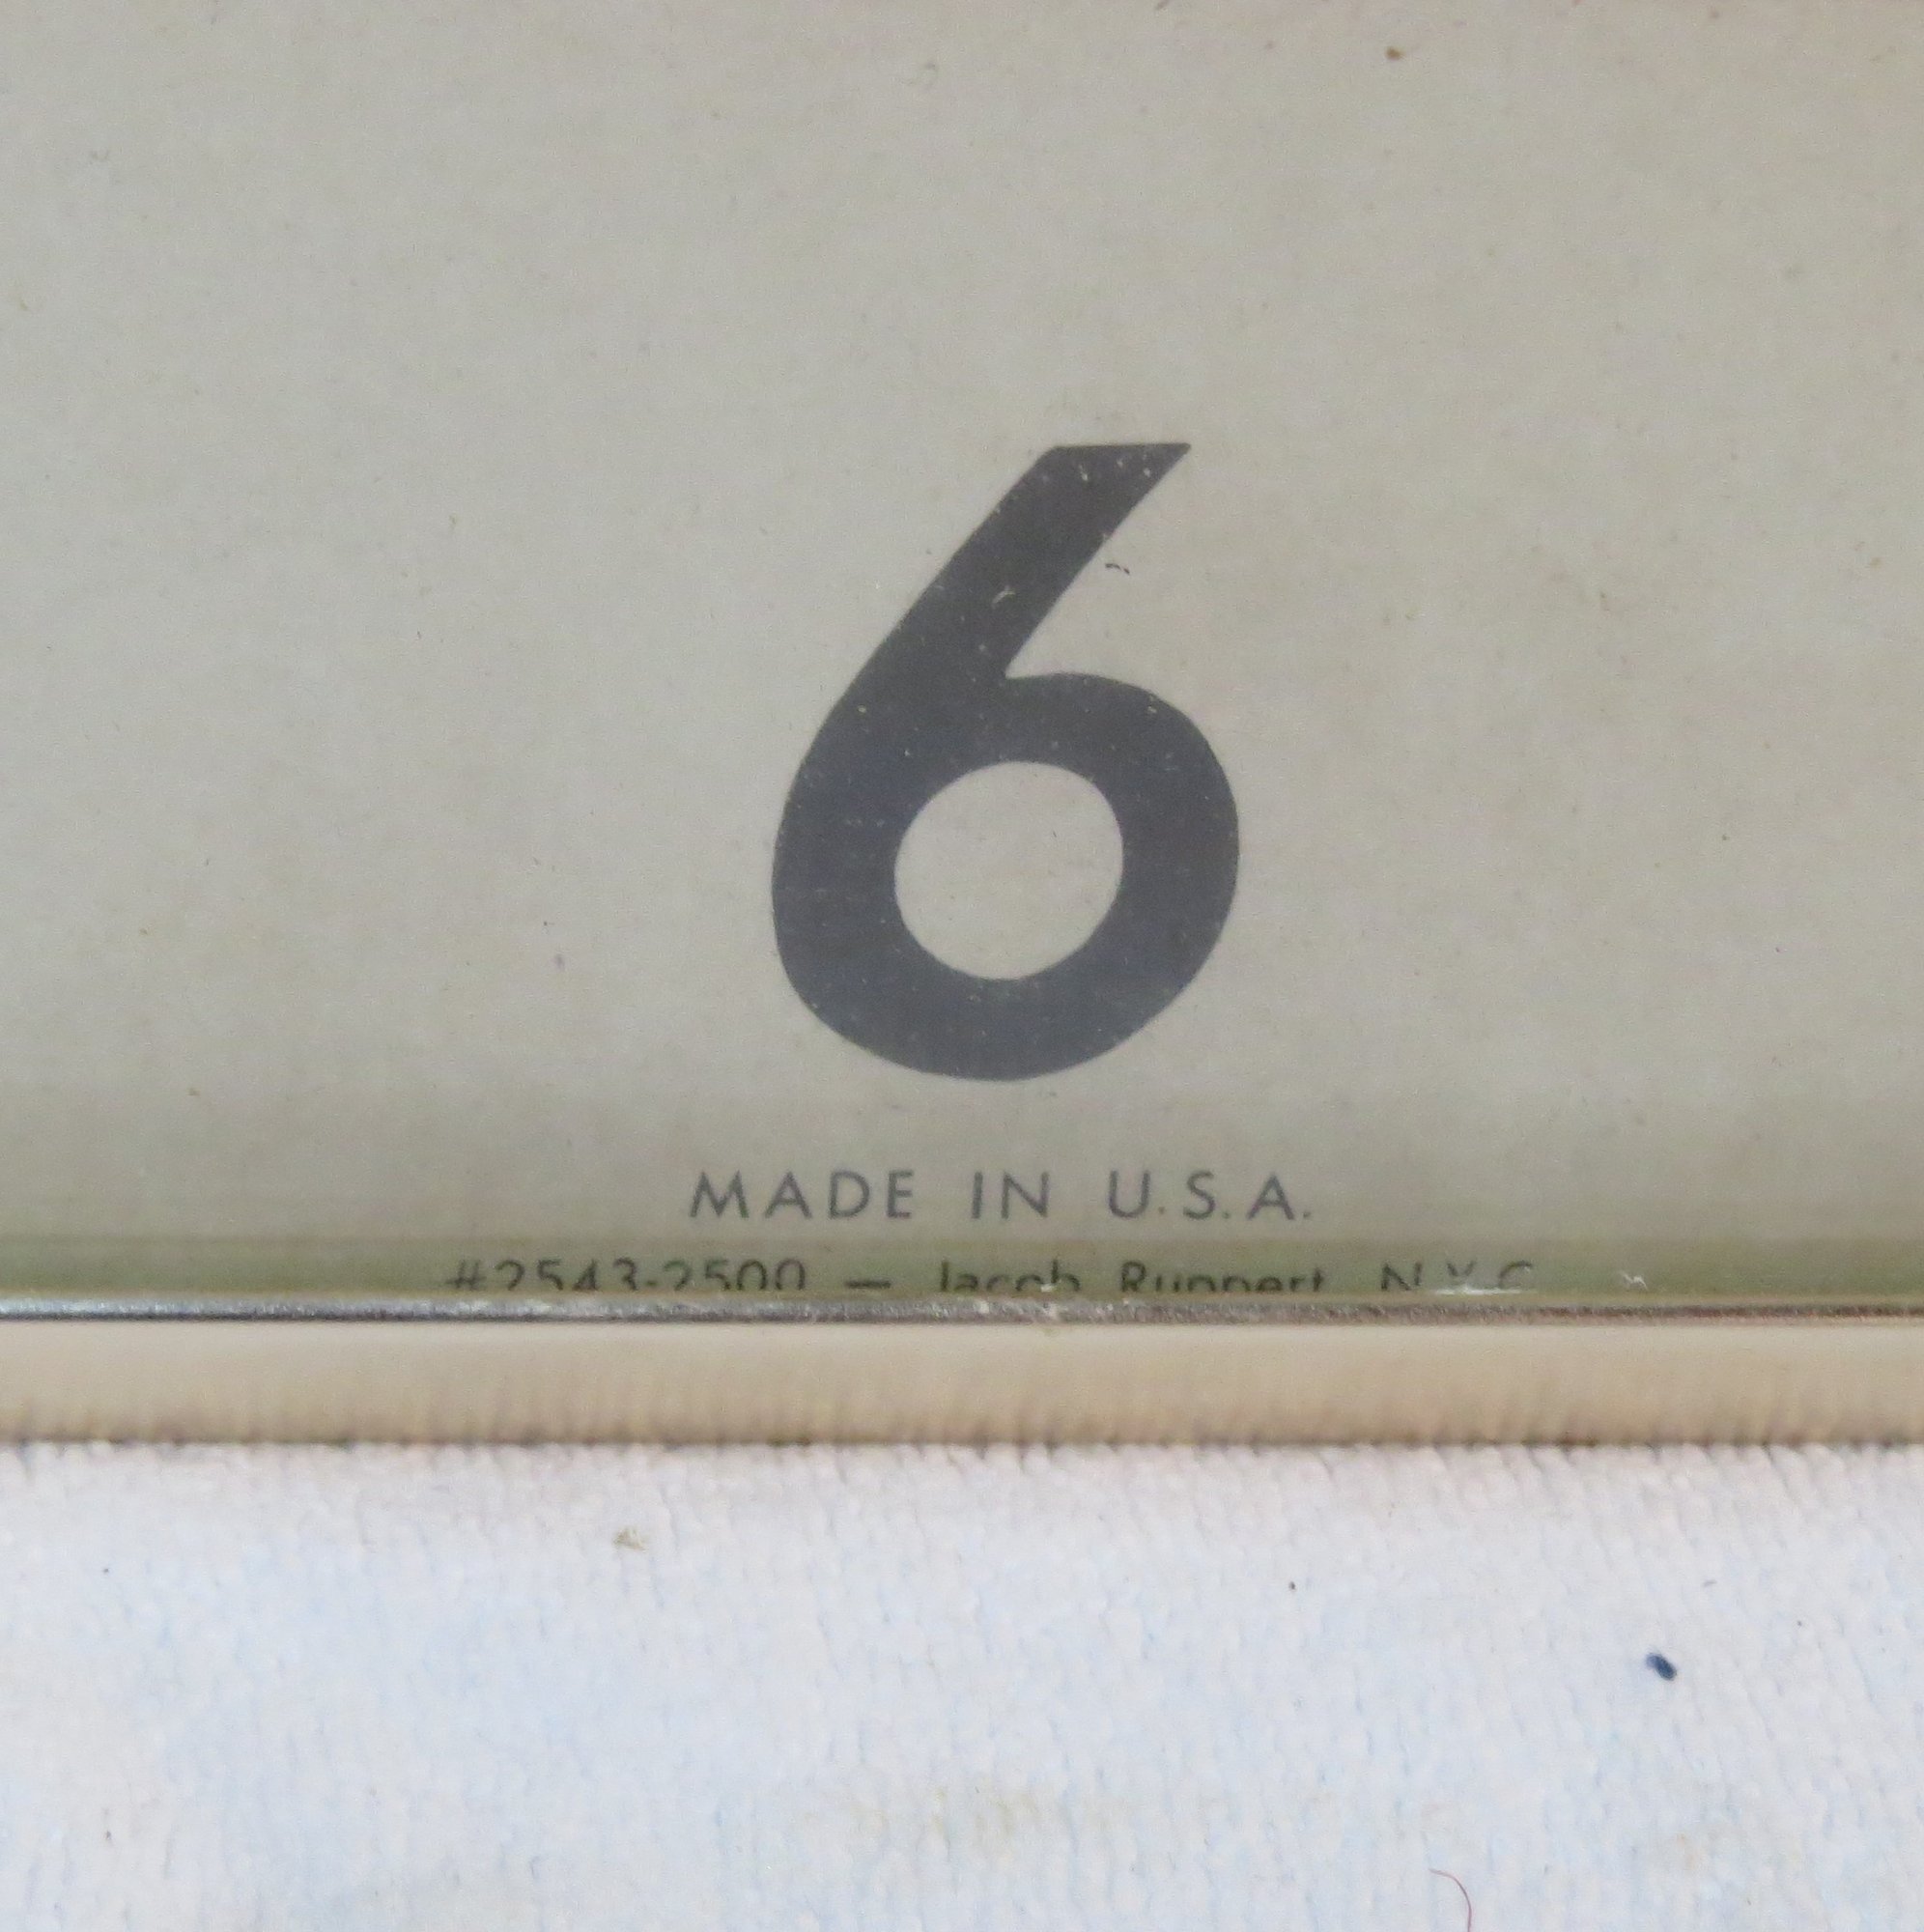 6
MADE IN U.S.A.
#2543-2500 — Jacob Ruppert N.Y.C